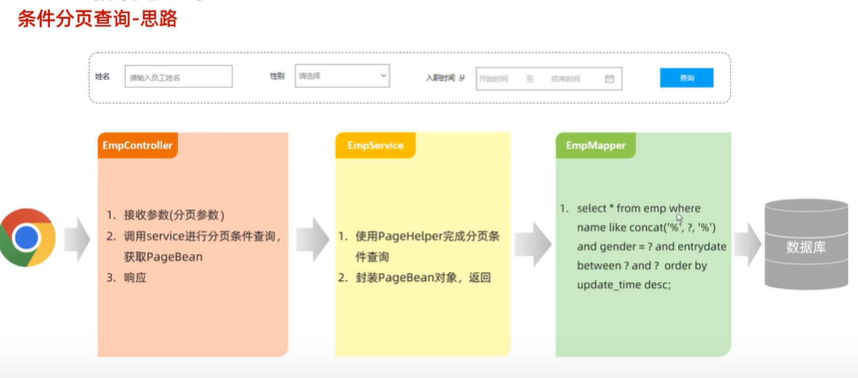 条件分页查询-思路
姓名 请输入员工姓名 性别 请选择 入职时间 开始时间 至 结束时间 查询
EmpController
1. 接收参数(分页参数)
2. 调用service进行分页条件查询，
获取PageBean
3. 响应
EmpService
1. 使用PageHelper完成分页条
件查询
2. 封装PageBean对象，返回
EmpMapper
1. select * from emp where
name like concat('%', ?, '%')
and gender = ? and entrydate
between ? and ? order by
update_time desc;
数据库